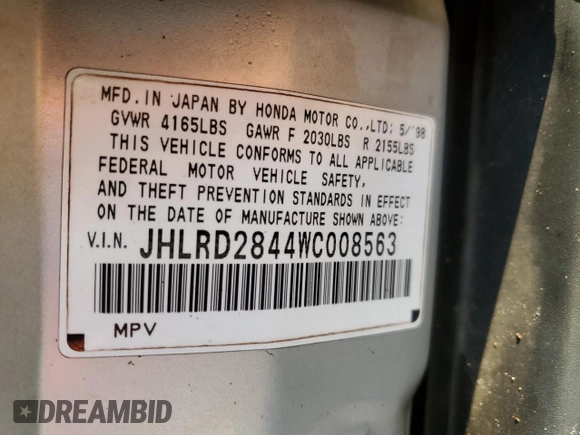 MFD. IN JAPAN BY HONDA MOTOR CO.,LTD; 5/'98
GVWR 4165LBS GAWR F 2030LBS R 2155LBS
THIS VEHICLE CONFORMS TO ALL APPLICABLE
FEDERAL MOTOR VEHICLE SAFETY,
AND THEFT PREVENTION STANDARDS IN EFFECT
ON THE DATE OF MANUFACTURE SHOWN ABOVE:
V.I.N. JHLRD2844WC008563
MPV
DREAMBID